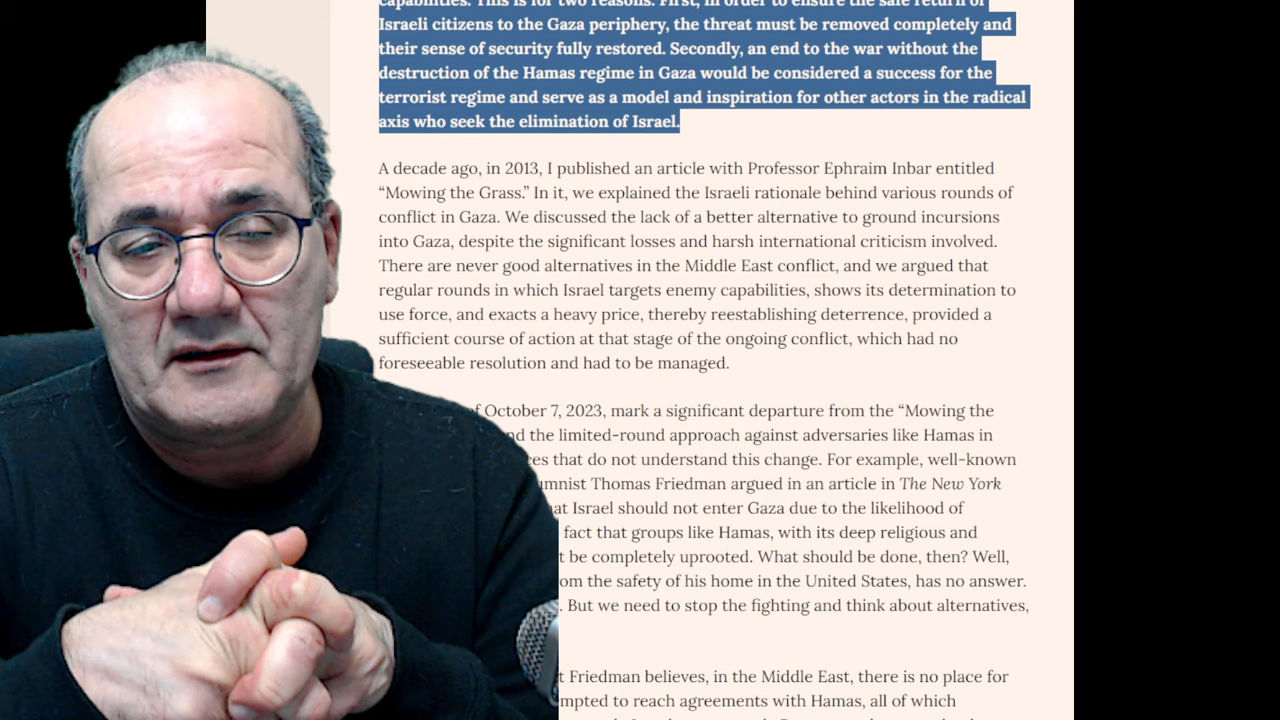 capabilities. This is for two reasons. First, in order to ensure the safe return of
Israeli citizens to the Gaza periphery, the threat must be removed completely and
their sense of security fully restored. Secondly, an end to the war without the
destruction of the Hamas regime in Gaza would be considered a success for the
terrorist regime and serve as a model and inspiration for other actors in the radical
axis who seek the elimination of Israel.
A decade ago, in 2013, I published an article with Professor Ephraim Inbar entitled
“Mowing the Grass.” In it, we explained the Israeli rationale behind various rounds of
conflict in Gaza. We discussed the lack of a better alternative to ground incursions
into Gaza, despite the significant losses and harsh international criticism involved.
There are never good alternatives in the Middle East conflict, and we argued that
regular rounds in which Israel targets enemy capabilities, shows its determination to
use force, and exacts a heavy price, thereby reestablishing deterrence, provided a
sufficient course of action at that stage of the ongoing conflict, which had no
foreseeable resolution and had to be managed.
of October 7, 2023, mark a significant departure from the “Mowing the
the limited-round approach against adversaries like Hamas in
that do not understand this change. For example, well-known
Thomas Friedman argued in an article in The New York
Israel should not enter Gaza due to the likelihood of
fact that groups like Hamas, with its deep religious and
be completely uprooted. What should be done, then? Well,
the safety of his home in the United States, has no answer.
. But we need to stop the fighting and think about alternatives,
Friedman believes, in the Middle East, there is no place for
to reach agreements with Hamas, all of which